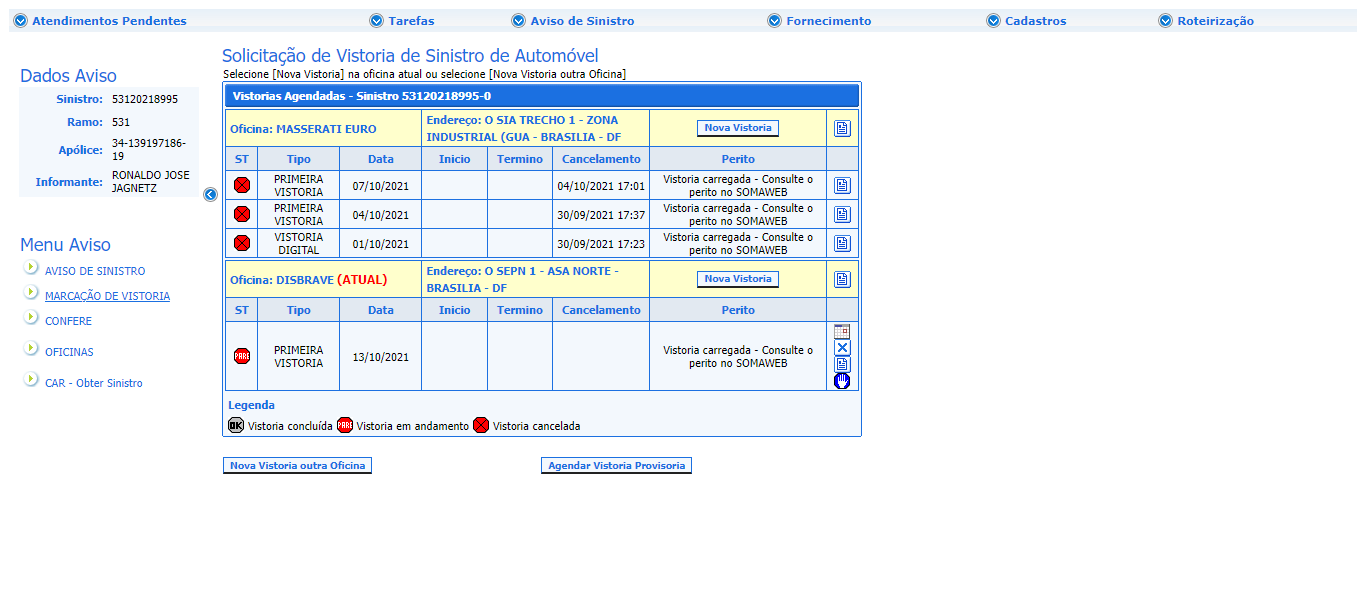 Atendimentos Pendentes Tarefas Aviso de Sinistro Fornecimento Cadastros Roteirização
Dados Aviso
Sinistro: 53120218995
Ramo: 531
Apólice: 34-139197186-
19
Informante: RONALDO JOSE
JAGNETZ
Menu Aviso
AVISO DE SINISTRO
MARCAÇÃO DE VISTORIA
CONFERE
OFICINAS
CAR - Obter Sinistro
Solicitação de Vistoria de Sinistro de Automóvel
Selecione [Nova Vistoria] na oficina atual ou selecione [Nova Vistoria outra Oficina]
Vistorias Agendadas - Sinistro 53120218995-0
Oficina: MASSERATI EURO
Endereço: O SIA TRECHO 1 - ZONA
INDUSTRIAL (GUA - BRASILIA - DF
Nova Vistoria
ST Tipo Data Inicio Termino Cancelamento Perito
PRIMEIRA
VISTORIA
07/10/2021
04/10/2021 17:01
Vistoria carregada - Consulte o
perito no SOMAWEB
PRIMEIRA
VISTORIA
04/10/2021
30/09/2021 17:37
Vistoria carregada - Consulte o
perito no SOMAWEB
VISTORIA
DIGITAL
01/10/2021
30/09/2021 17:23
Vistoria carregada - Consulte o
perito no SOMAWEB
Oficina: DISBRAVE (ATUAL)
Endereço: O SEPN 1 - ASA NORTE -
BRASILIA - DF
Nova Vistoria
ST Tipo Data Inicio Termino Cancelamento Perito
PARE
PRIMEIRA
VISTORIA
13/10/2021
Vistoria carregada - Consulte o
perito no SOMAWEB
Legenda
OK Vistoria concluída PARE Vistoria em andamento Vistoria cancelada
Nova Vistoria outra Oficina Agendar Vistoria Provisoria